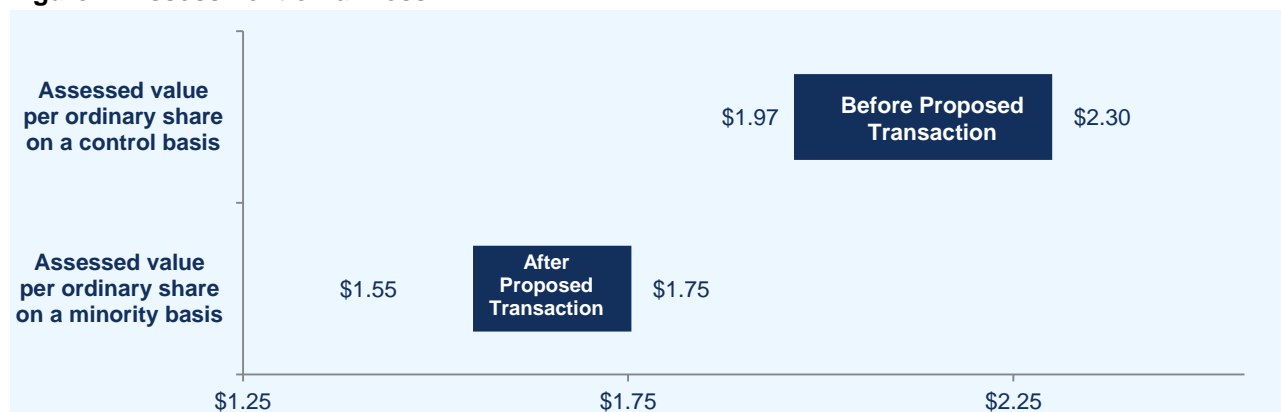 Assessed value
per ordinary share
on a control basis
$1.97
Before Proposed
Transaction
$2.30
Assessed value
per ordinary share
on a minority basis
$1.55
After
Proposed
Transaction
$1.75
$1.25
$1.75
$2.25